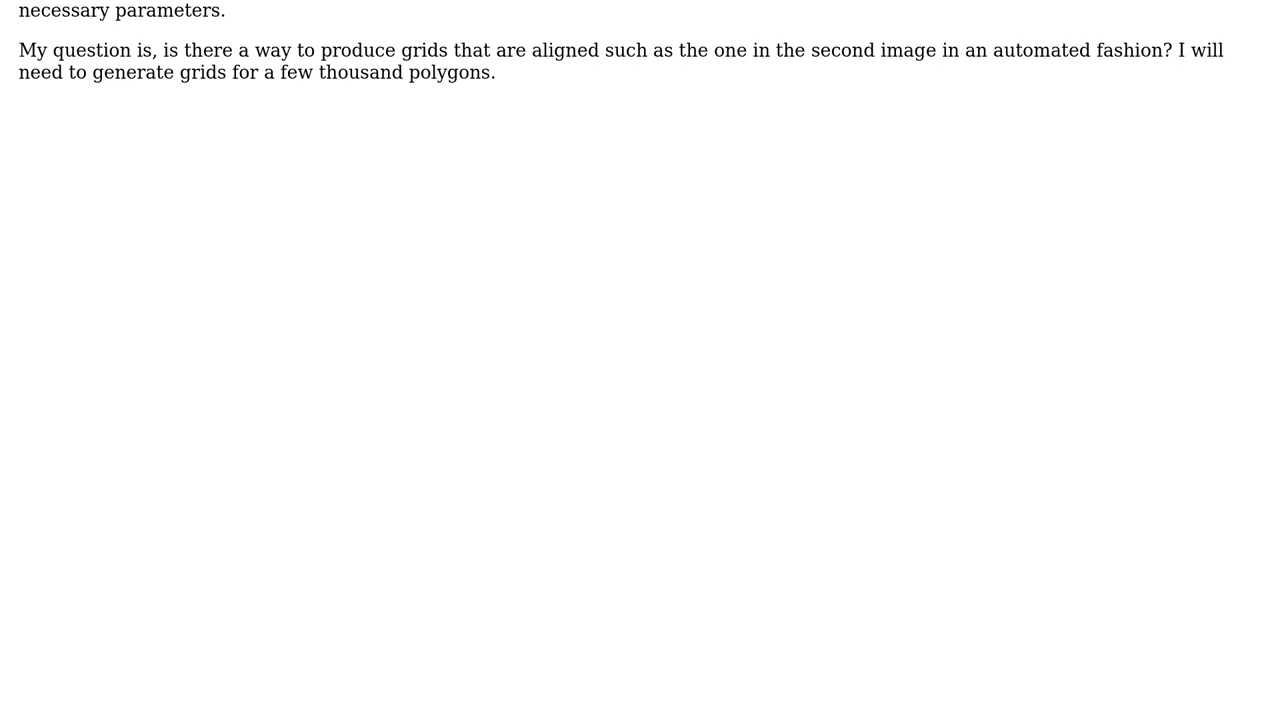 necessary parameters.
My question is, is there a way to produce grids that are aligned such as the one in the second image in an automated fashion? I will
need to generate grids for a few thousand polygons.